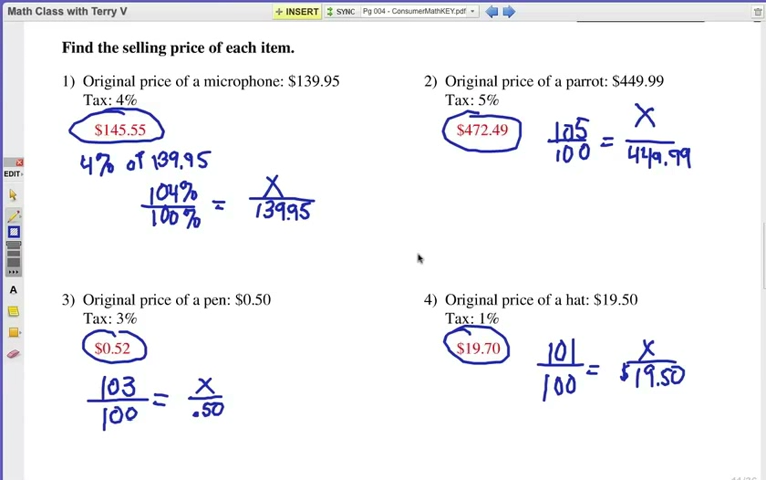 Math Class with Terry V
+ INSERT
SYNC
Pg 004 - ConsumerMathKEY.pdf
Find the selling price of each item.
1) Original price of a microphone: $139.95
Tax: 4%
$145.55
4% of 139.95
104% / 100% = X / 139.95
2) Original price of a parrot: $449.99
Tax: 5%
$472.49
105 / 100 = X / 449.99
EDIT
A
3) Original price of a pen: $0.50
Tax: 3%
$0.52
103 / 100 = X / .50
4) Original price of a hat: $19.50
Tax: 1%
$19.70
101 / 100 = X / $19.50